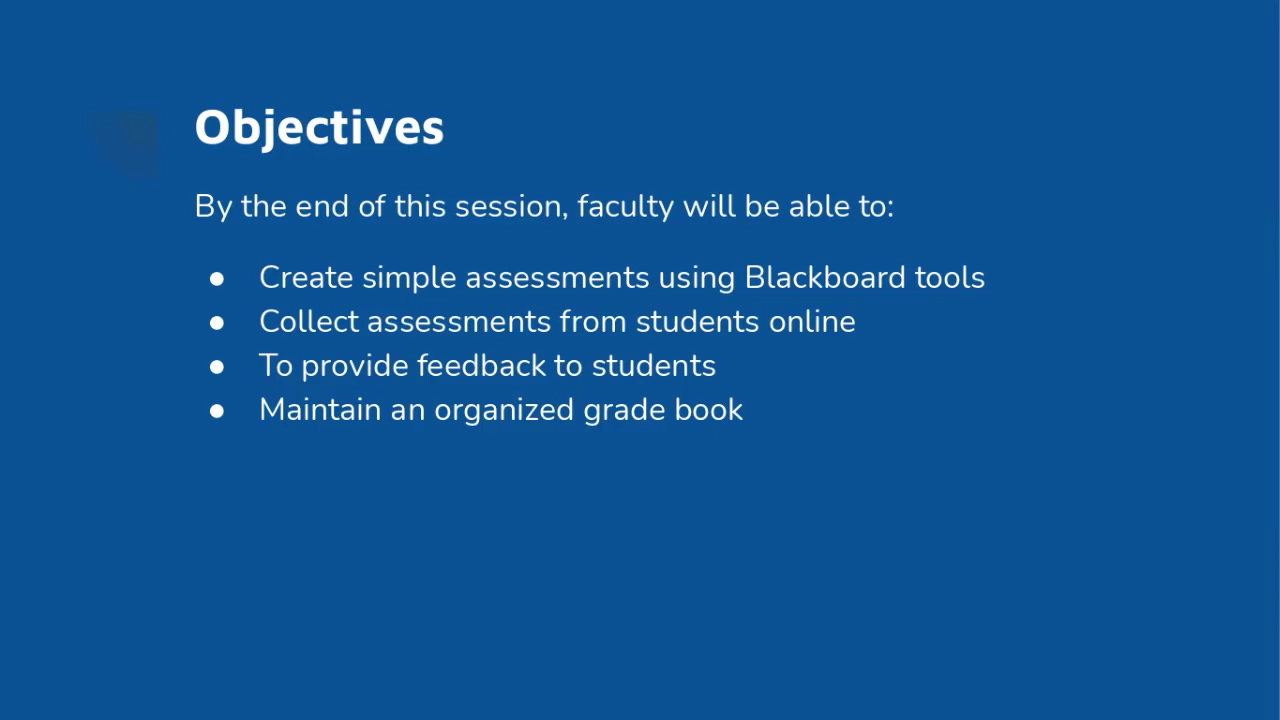 Objectives
By the end of this session, faculty will be able to:
● Create simple assessments using Blackboard tools
● Collect assessments from students online
● To provide feedback to students
● Maintain an organized grade book